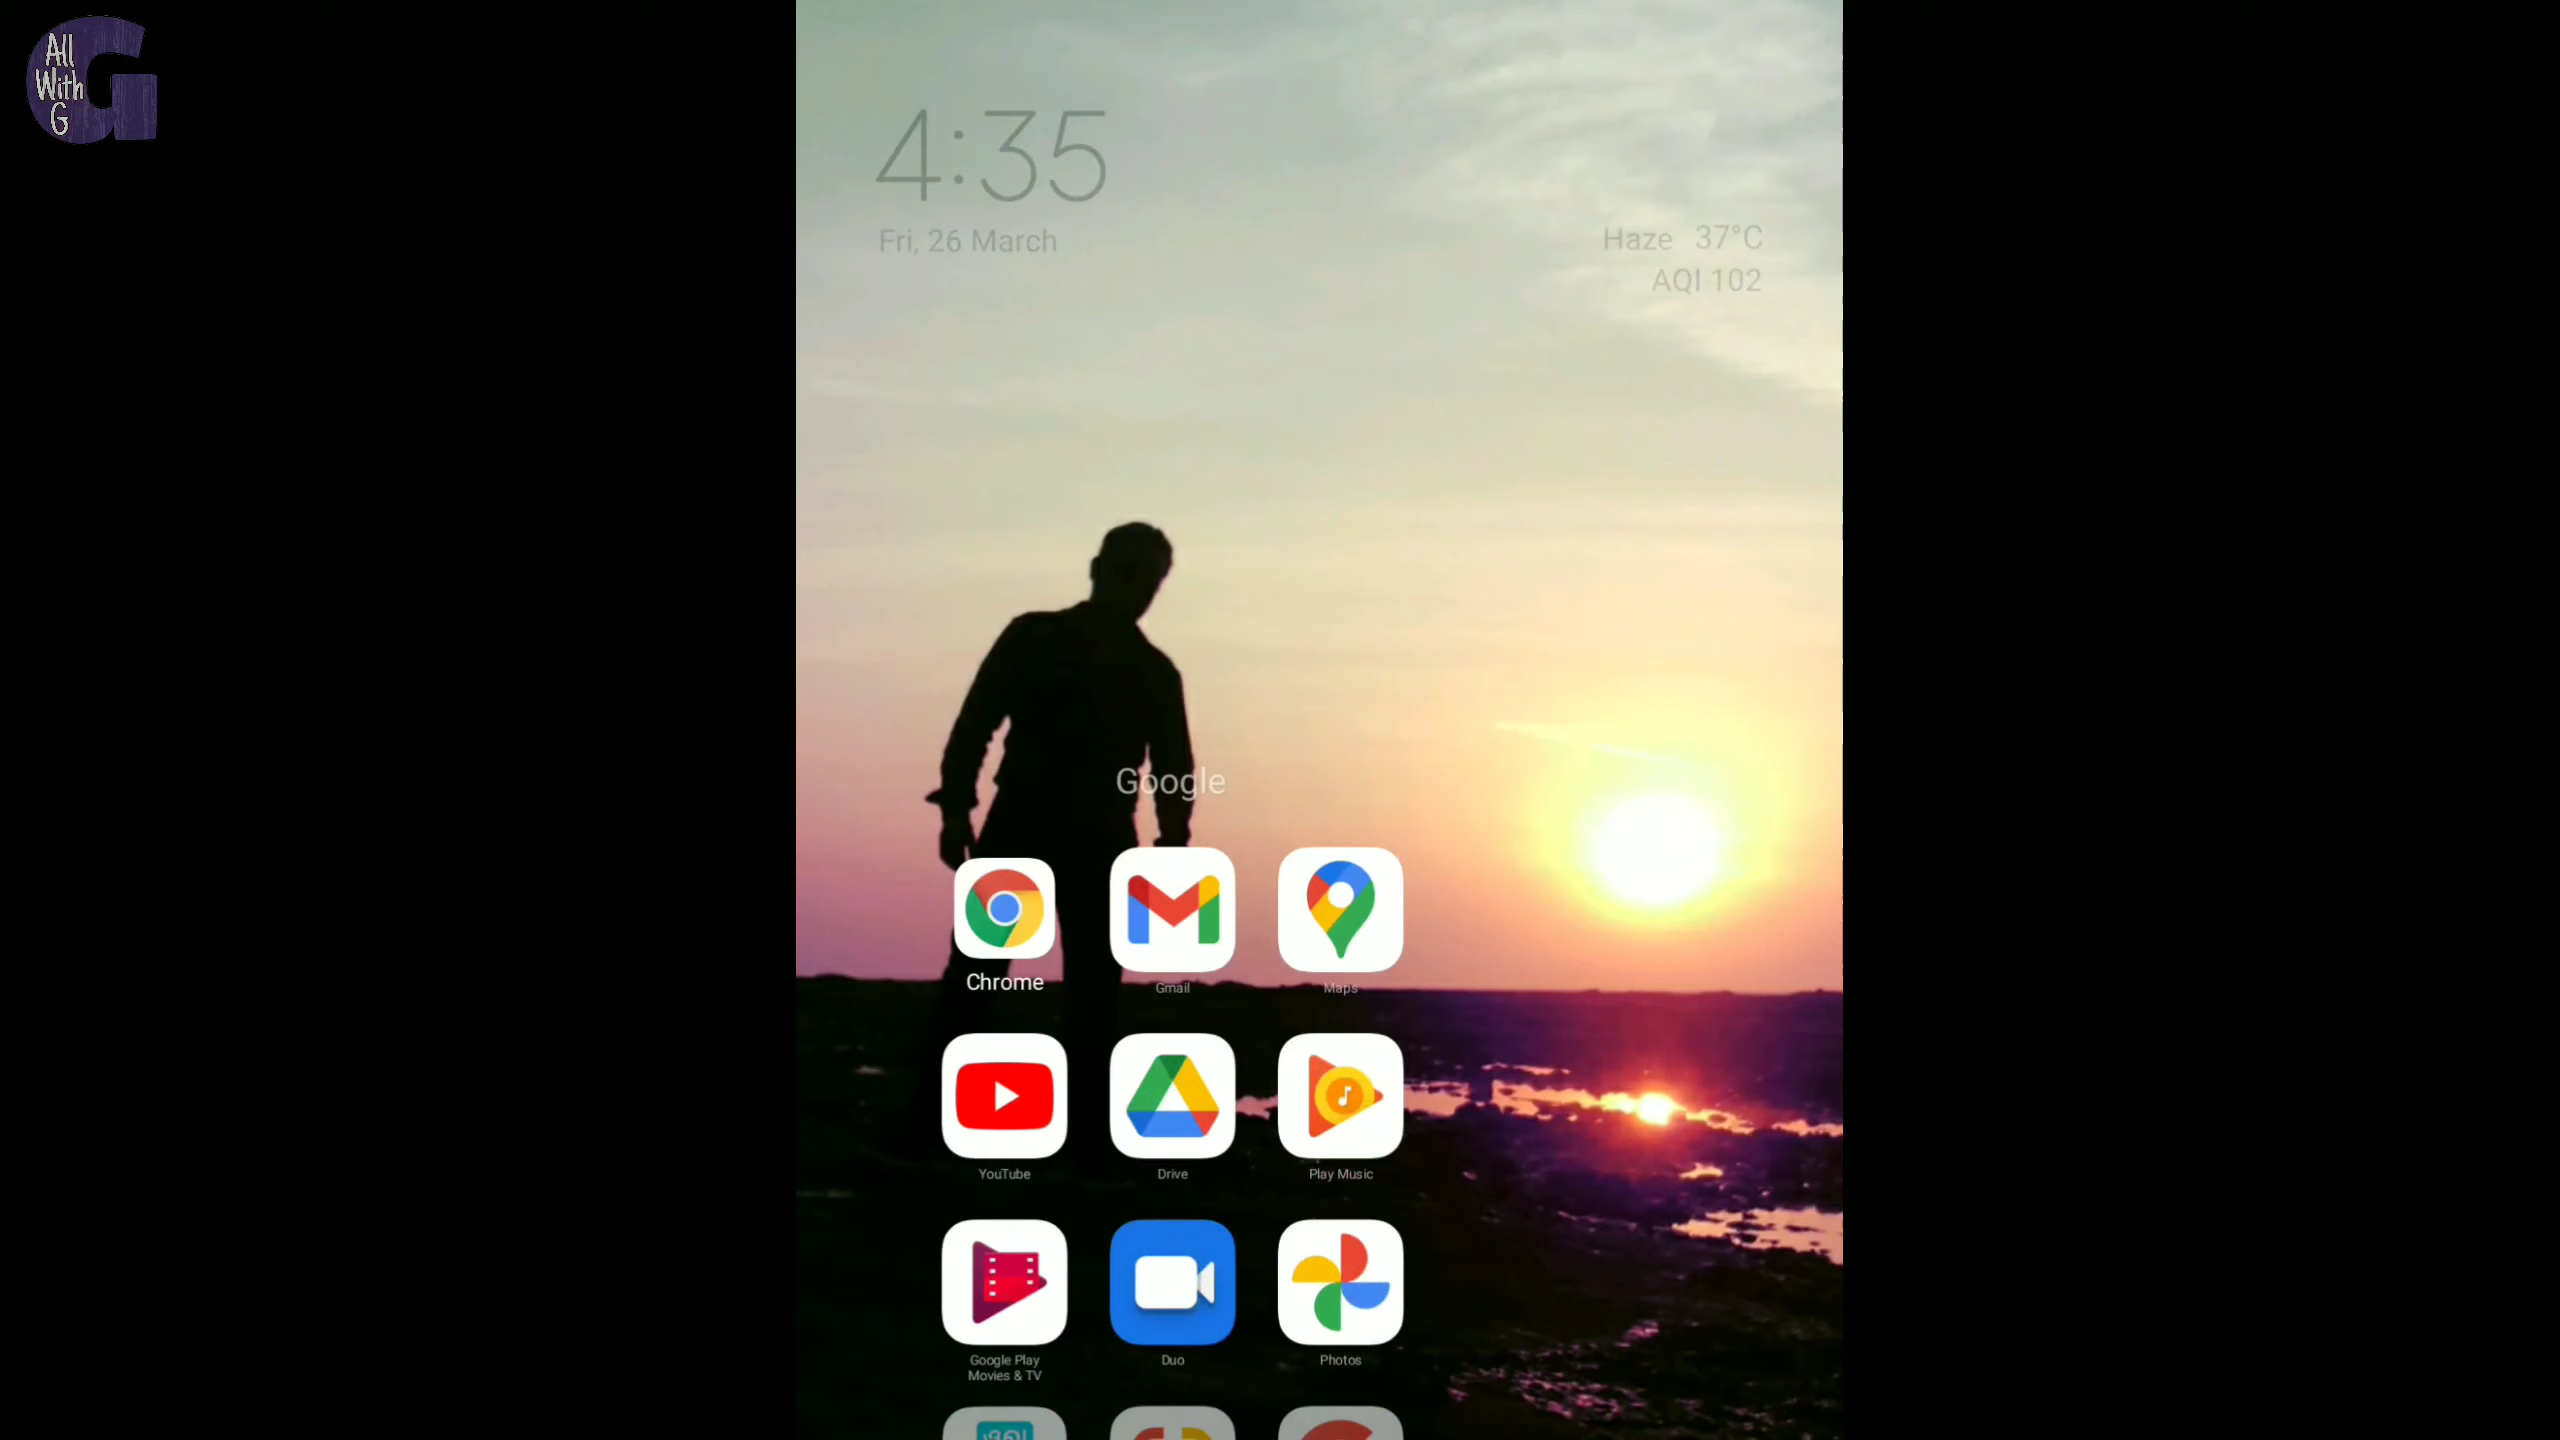 All
With
G
4:35
Fri, 26 March
Haze 37°C
AQI 102
Google
Chrome
Gmail
Maps
YouTube
Drive
Play Music
Google Play
Movies & TV
Duo
Photos